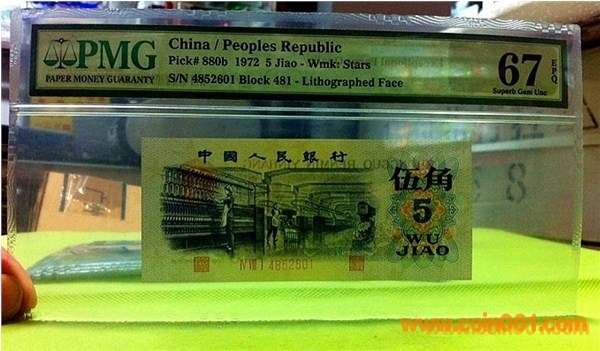 PMG
PAPER MONEY GUARANTY
China / Peoples Republic
Pick# 880b 1972 5 Jiao - Wmk: Stars
S/N 4852601 Block 481 - Lithographed Face
67
EPQ
Superb Gem Unc
中國人民銀行
伍角
5
WU
JIAO
Ⅳ Ⅷ Ⅰ 4852601
www.coin001.com